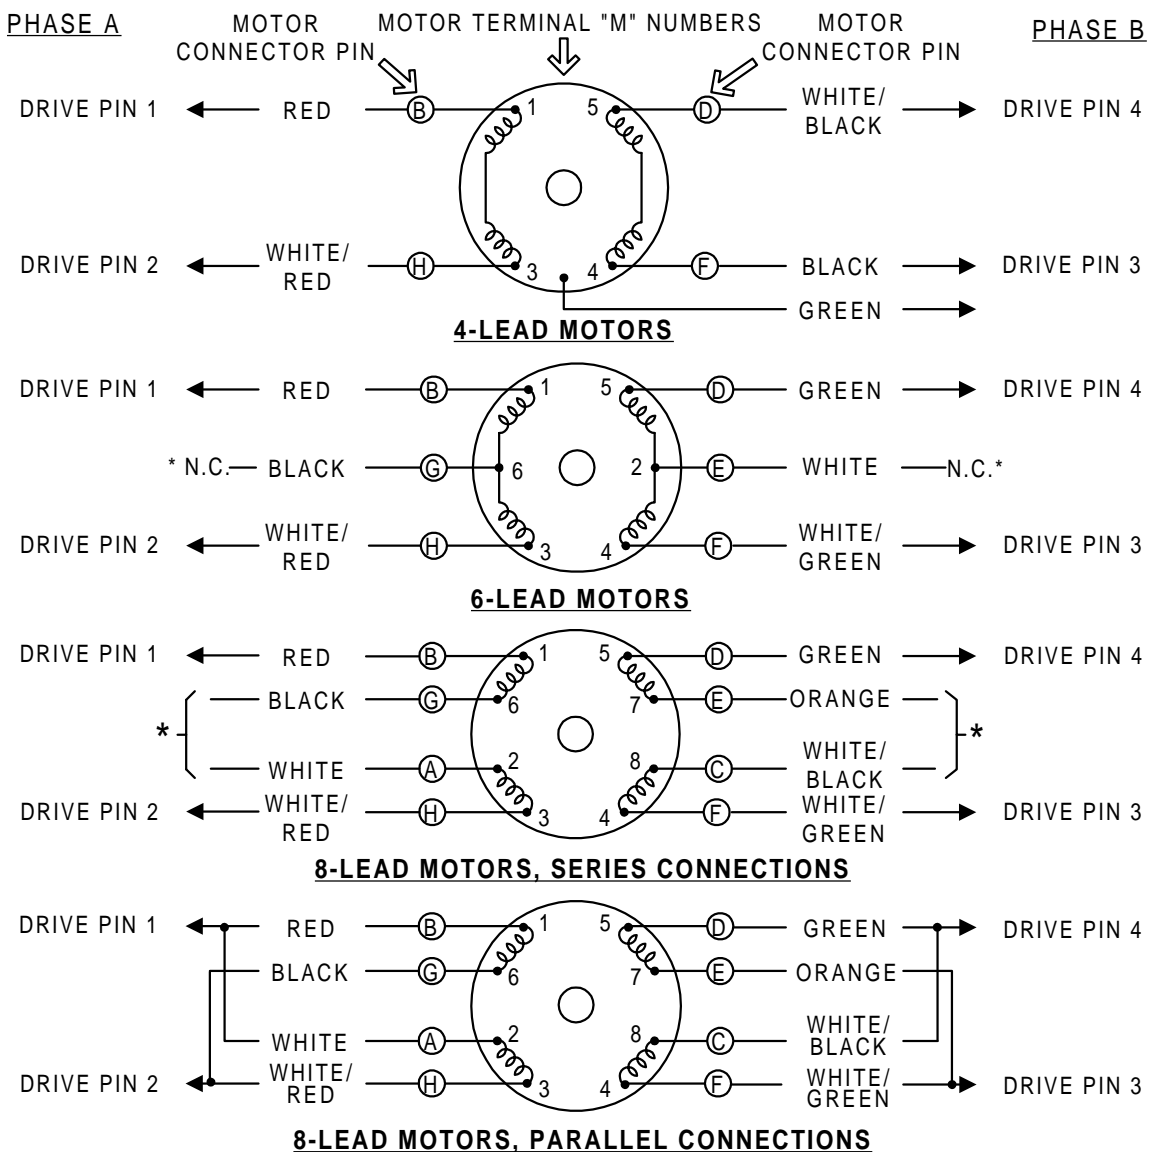 PHASE A
MOTOR CONNECTOR PIN
MOTOR TERMINAL "M" NUMBERS
MOTOR CONNECTOR PIN
PHASE B
DRIVE PIN 1 RED B 1 5 D WHITE/ BLACK DRIVE PIN 4
DRIVE PIN 2 WHITE/ RED H 3 4 F BLACK DRIVE PIN 3
GREEN
4-LEAD MOTORS
DRIVE PIN 1 RED B 1 5 D GREEN DRIVE PIN 4
* N.C. BLACK G 6 2 E WHITE N.C.*
DRIVE PIN 2 WHITE/ RED H 3 4 F WHITE/ GREEN DRIVE PIN 3
6-LEAD MOTORS
DRIVE PIN 1 RED B 1 5 D GREEN DRIVE PIN 4
BLACK G 6 7 E ORANGE
* *
WHITE A 2 8 C WHITE/ BLACK
DRIVE PIN 2 WHITE/ RED H 3 4 F WHITE/ GREEN DRIVE PIN 3
8-LEAD MOTORS, SERIES CONNECTIONS
DRIVE PIN 1 RED B 1 5 D GREEN DRIVE PIN 4
BLACK G 6 7 E ORANGE
WHITE A 2 8 C WHITE/ BLACK
DRIVE PIN 2 WHITE/ RED H 3 4 F WHITE/ GREEN DRIVE PIN 3
8-LEAD MOTORS, PARALLEL CONNECTIONS